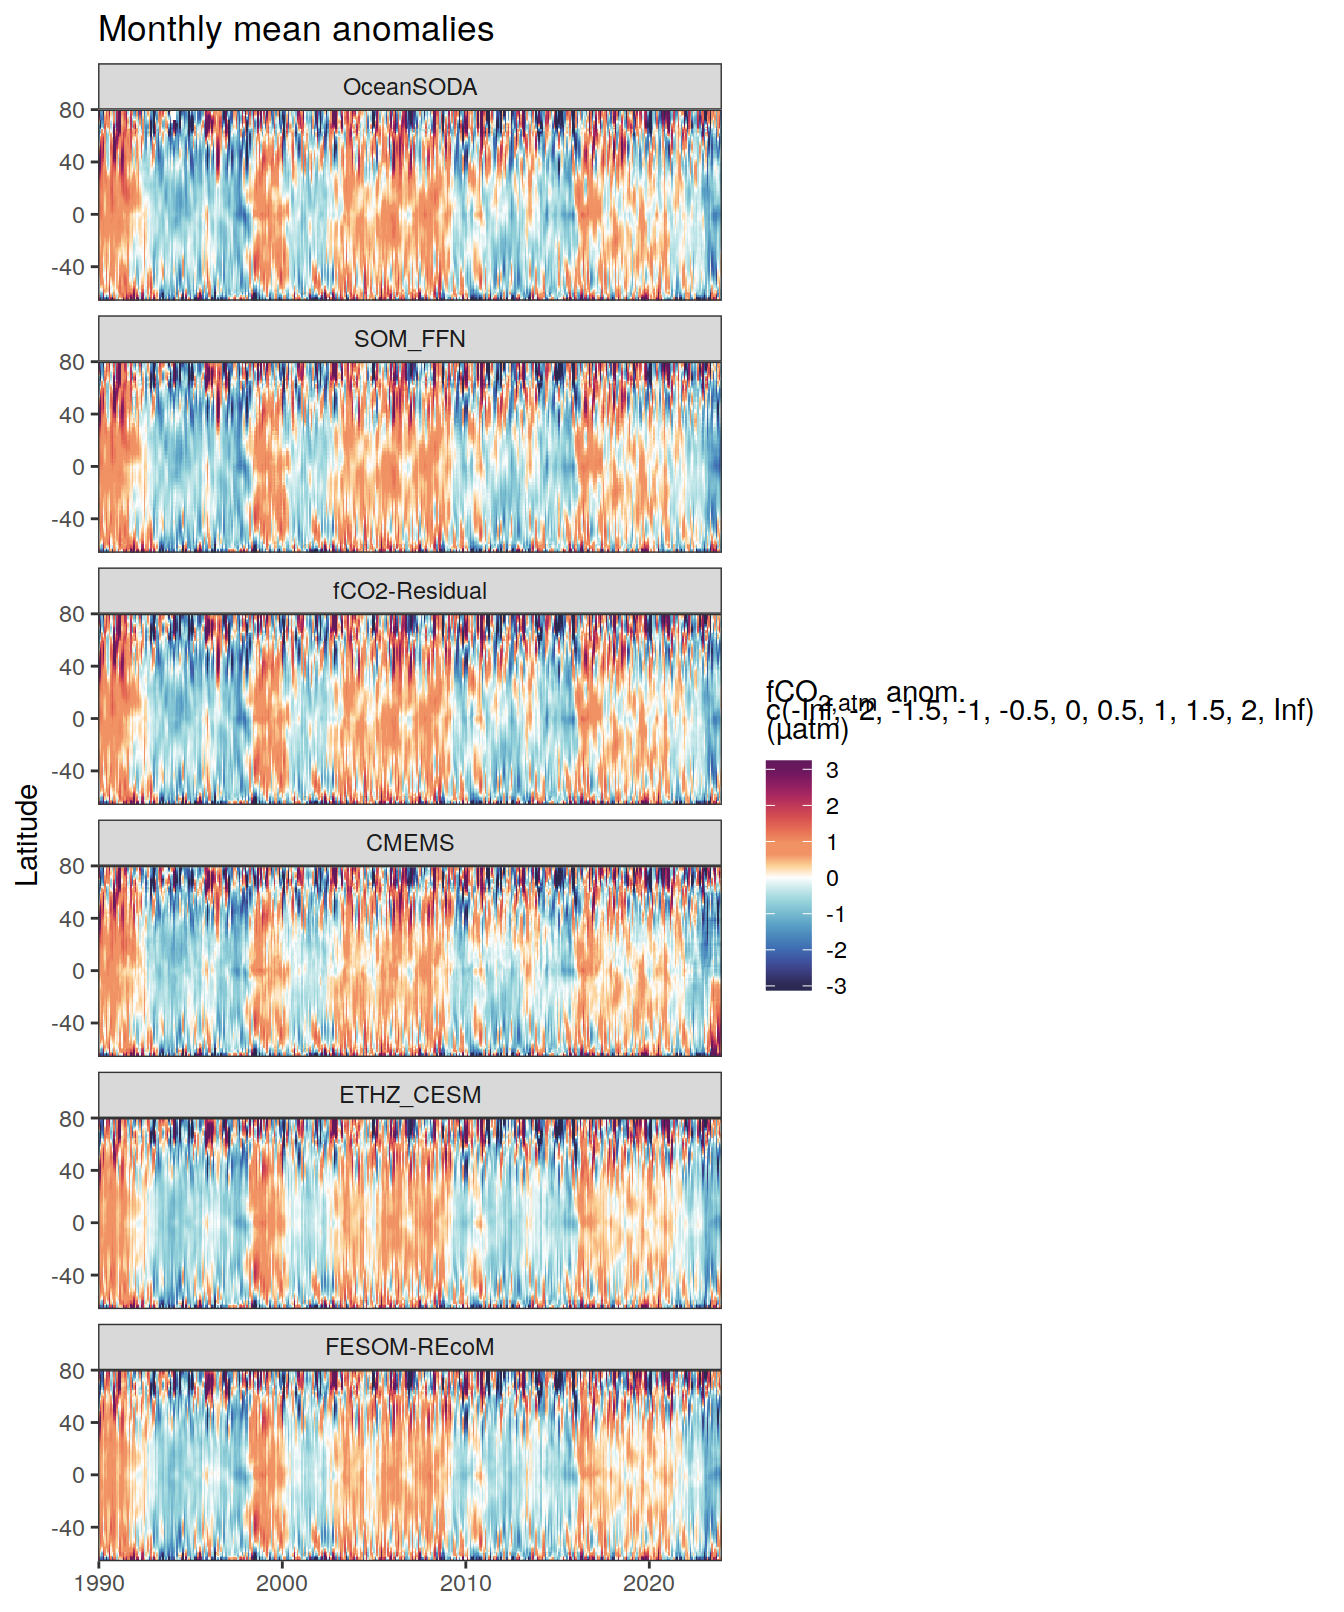 Monthly mean anomalies
OceanSODA
80
40
0
-40
SOM_FFN
80
40
0
-40
fCO2-Residual
80
40
0
-40
CMEMS
80
40
0
-40
ETHZ_CESM
80
40
0
-40
FESOM-REcoM
80
40
0
-40
1990 2000 2010 2020
Latitude
fCO2,atm anom.
c(-Inf, -2, -1.5, -1, -0.5, 0, 0.5, 1, 1.5, 2, Inf)
(µatm)
3
2
1
0
-1
-2
-3